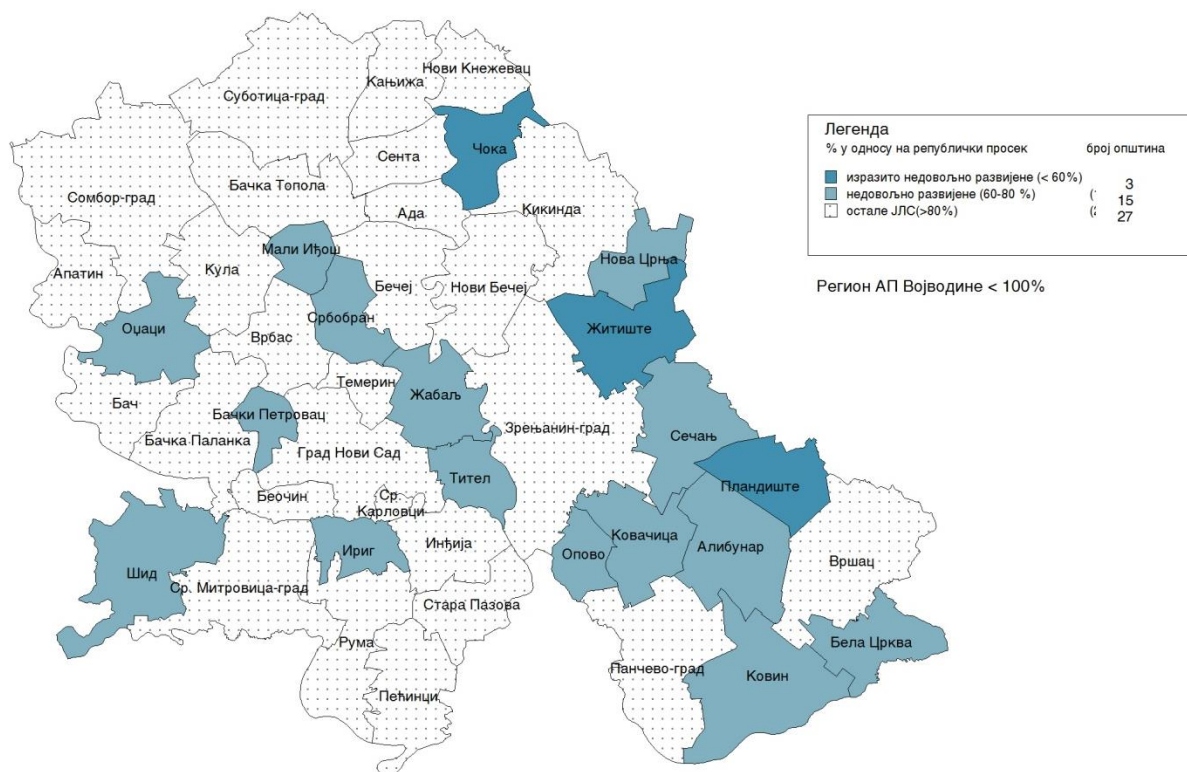 Нови Кнежевац
Кањижа
Суботица-град
Чока
Сента
Бачка Топола
Сомбор-град
Ада
Кикинда
Мали Иђош
Нова Црња
Кула
Апатин
Бечеј
Нови Бечеј
Србобран
Оџаци
Врбас
Житиште
Темерин
Жабаљ
Бач
Бачки Петровац
Зрењанин-град
Сечањ
Бачка Паланка
Град Нови Сад
Тител
Пландиште
Беочин
Ср.
Карловци
Ковачица
Ириг
Инђија
Опово
Алибунар
Вршац
Шид
Ср. Митровица-град
Стара Пазова
Рума
Бела Црква
Панчево-град
Ковин
Пећинци
Легенда
% у односу на републички просек број општина
изразито недовољно развијене (< 60%) 3
недовољно развијене (60-80 %) 15
остале ЈЛС(>80%) 27
Регион АП Војводине < 100%